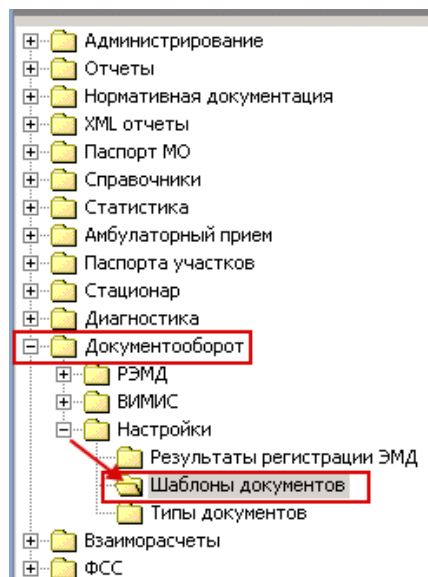 Администрирование
Отчеты
Нормативная документация
XML отчеты
Паспорт МО
Справочники
Статистика
Амбулаторный прием
Паспорта участков
Стационар
Диагностика
Документооборот
РЭМД
ВИМИС
Настройки
Результаты регистрации ЭМД
Шаблоны документов
Типы документов
Взаиморасчеты
ФСС